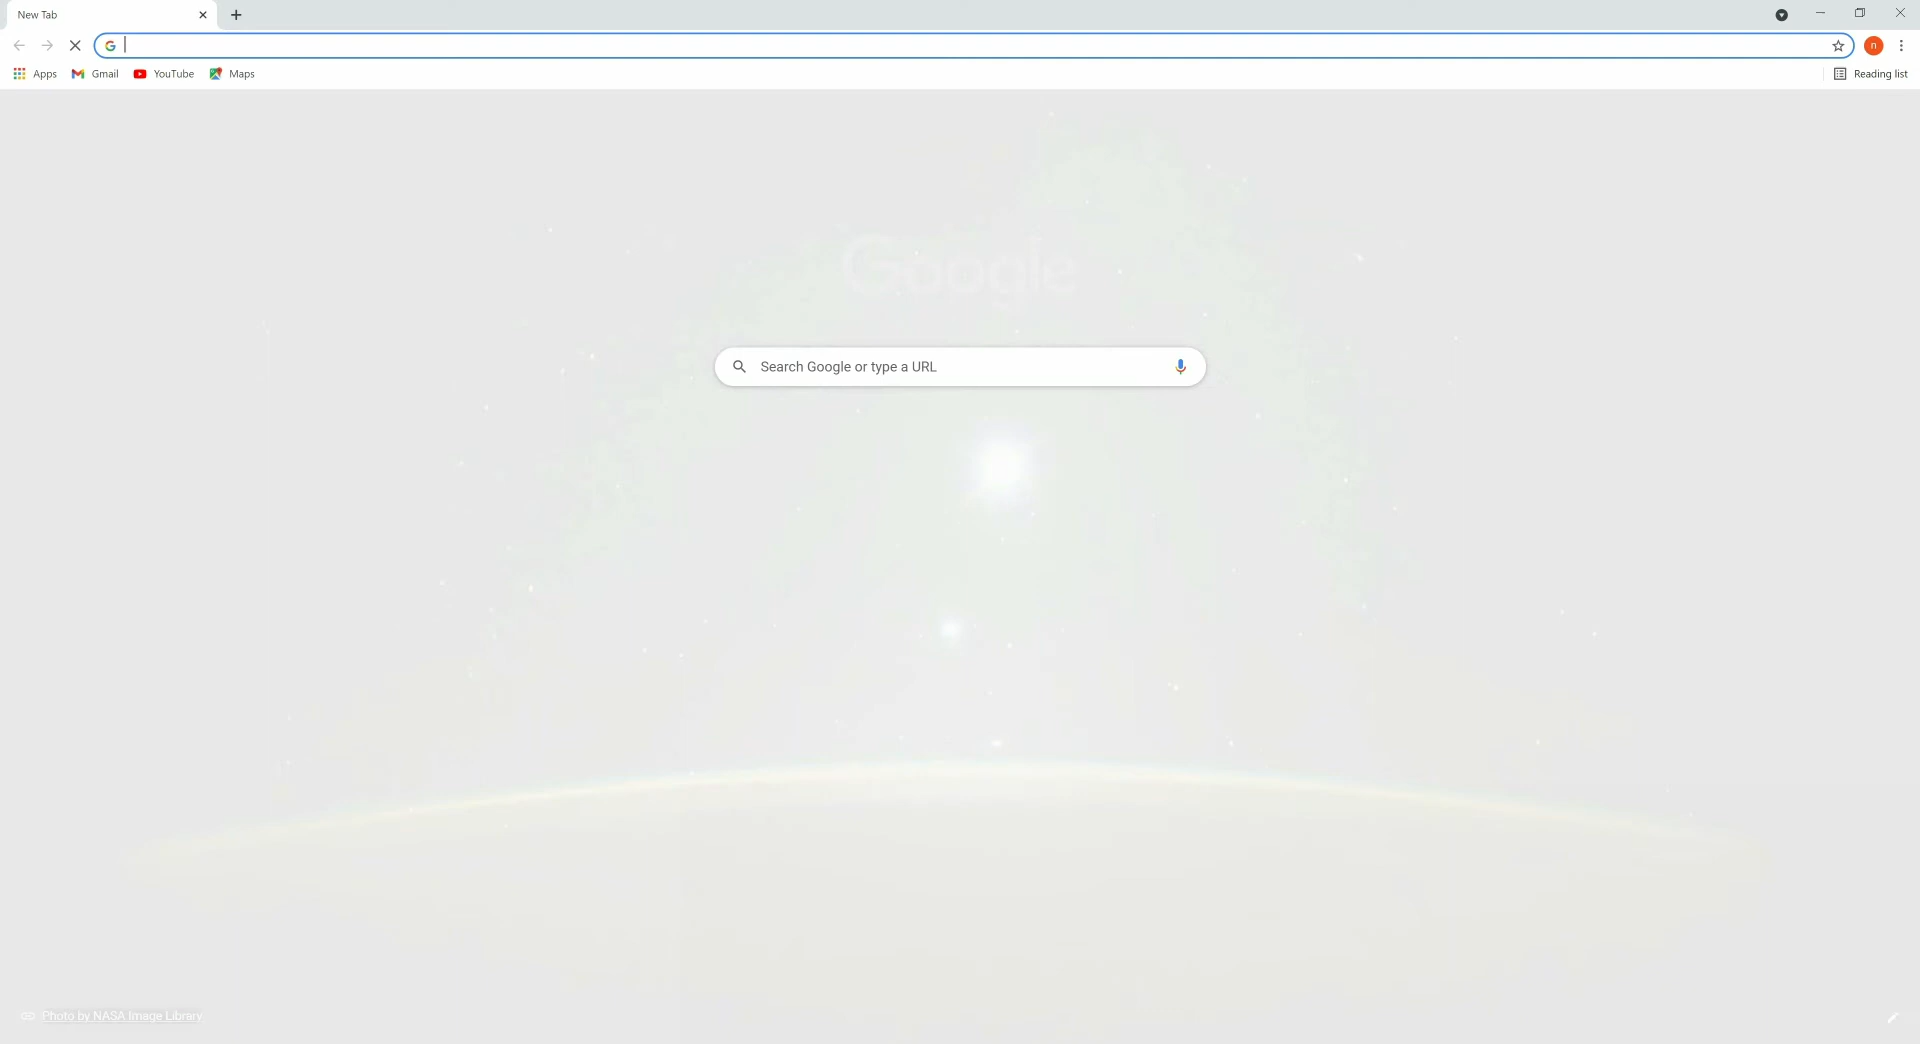 New Tab
Apps Gmail YouTube Maps Reading list
n
Google
Search Google or type a URL
Photo by NASA Image Library